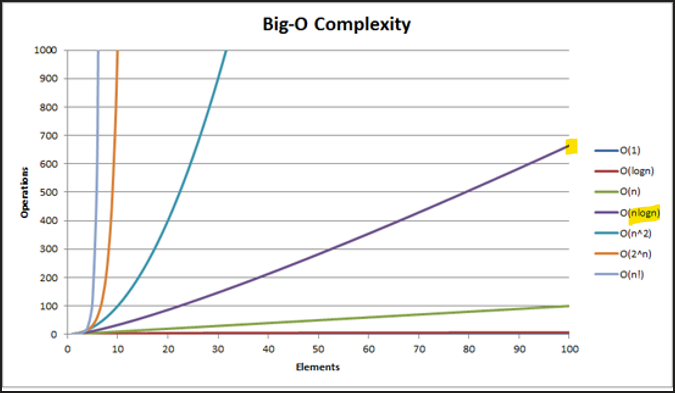 Big-O Complexity
1000
900
800
700
600
500
400
300
200
100
0
Operations
0 10 20 30 40 50 60 70 80 90 100
Elements
O(1)
O(logn)
O(n)
O(nlogn)
O(n^2)
O(2^n)
O(n!)